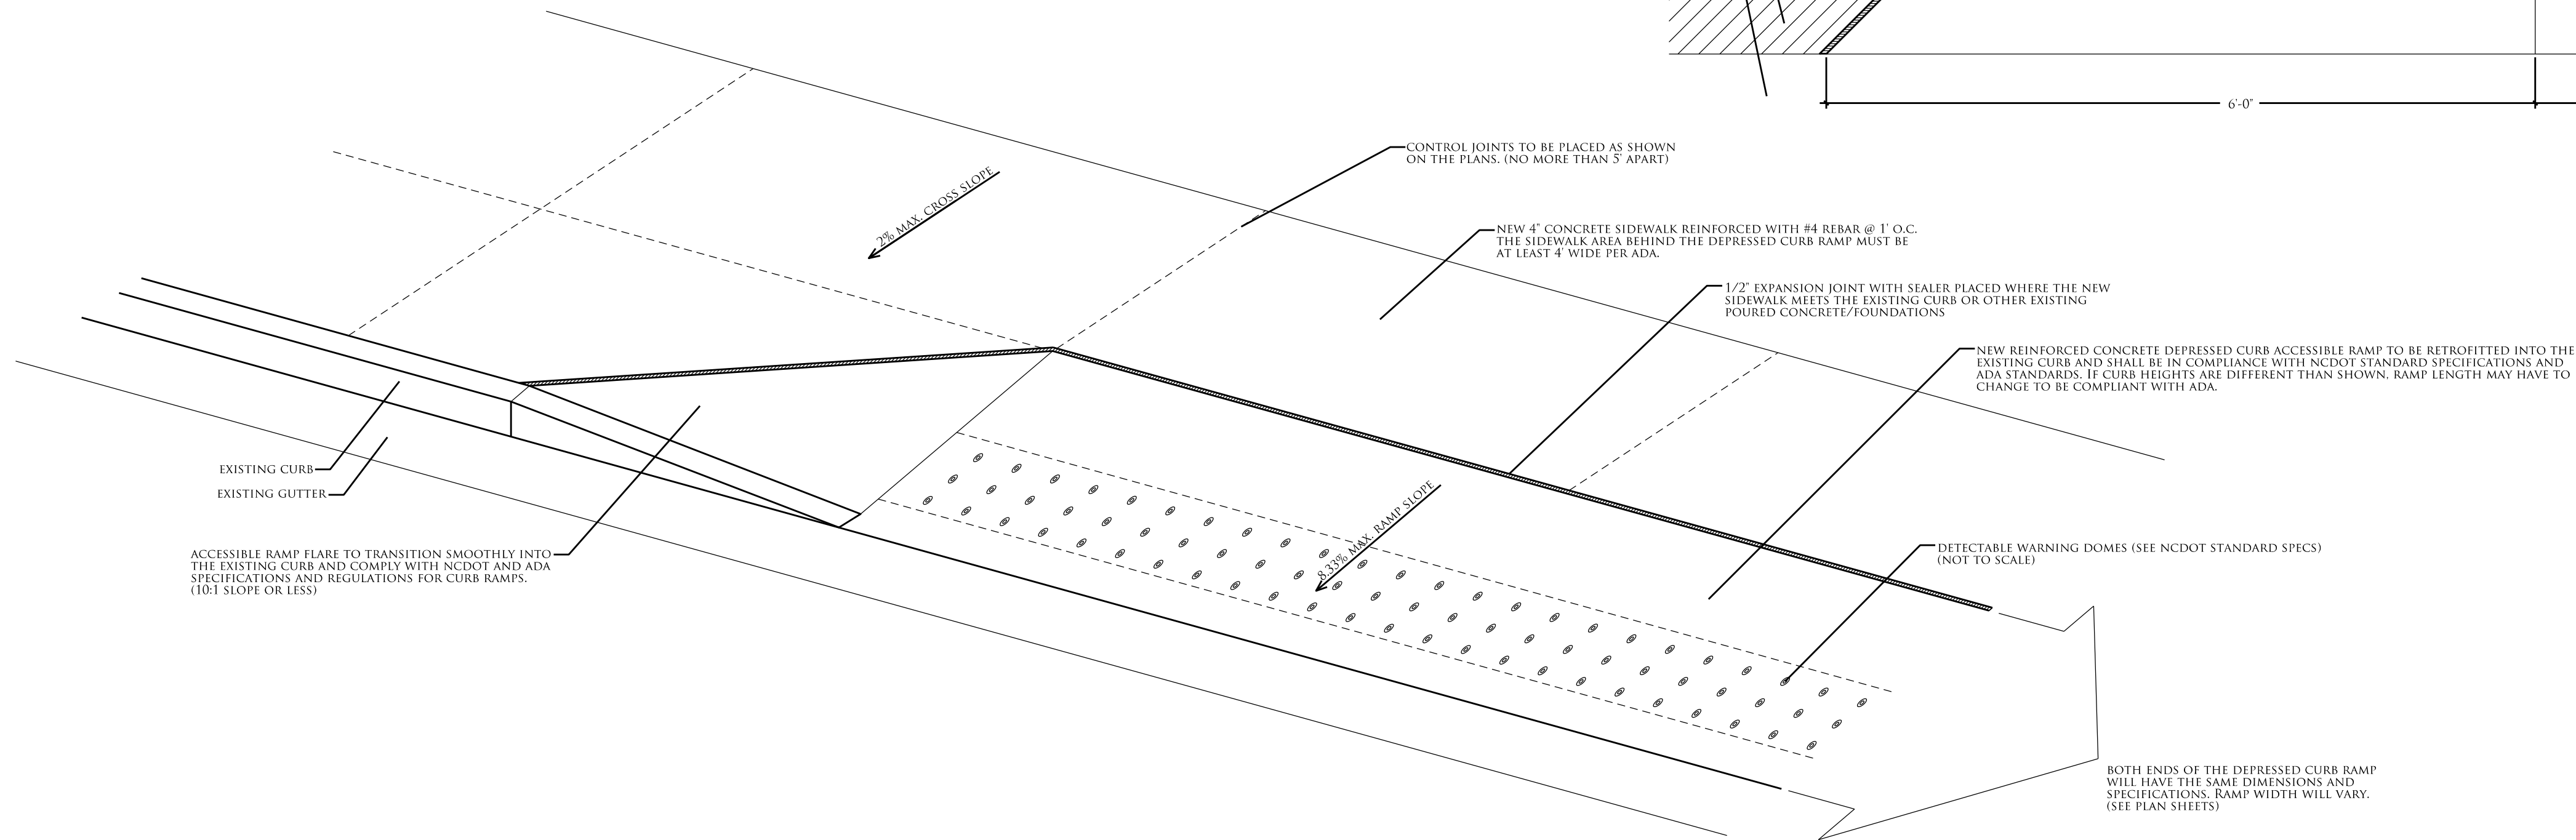 6'-0"
CONTROL JOINTS TO BE PLACED AS SHOWN
ON THE PLANS. (NO MORE THAN 5' APART)
2% MAX. CROSS SLOPE
NEW 4" CONCRETE SIDEWALK REINFORCED WITH #4 REBAR @ 1' O.C.
THE SIDEWALK AREA BEHIND THE DEPRESSED CURB RAMP MUST BE
AT LEAST 4' WIDE PER ADA.
1/2" EXPANSION JOINT WITH SEALER PLACED WHERE THE NEW
SIDEWALK MEETS THE EXISTING CURB OR OTHER EXISTING
POURED CONCRETE/FOUNDATIONS
NEW REINFORCED CONCRETE DEPRESSED CURB ACCESSIBLE RAMP TO BE RETROFITTED INTO THE
EXISTING CURB AND SHALL BE IN COMPLIANCE WITH NCDOT STANDARD SPECIFICATIONS AND
ADA STANDARDS. IF CURB HEIGHTS ARE DIFFERENT THAN SHOWN, RAMP LENGTH MAY HAVE TO
CHANGE TO BE COMPLIANT WITH ADA.
EXISTING CURB
EXISTING GUTTER
8.33% MAX. RAMP SLOPE
ACCESSIBLE RAMP FLARE TO TRANSITION SMOOTHLY INTO
THE EXISTING CURB AND COMPLY WITH NCDOT AND ADA
SPECIFICATIONS AND REGULATIONS FOR CURB RAMPS.
(10:1 SLOPE OR LESS)
DETECTABLE WARNING DOMES (SEE NCDOT STANDARD SPECS)
(NOT TO SCALE)
BOTH ENDS OF THE DEPRESSED CURB RAMP
WILL HAVE THE SAME DIMENSIONS AND
SPECIFICATIONS. RAMP WIDTH WILL VARY.
(SEE PLAN SHEETS)